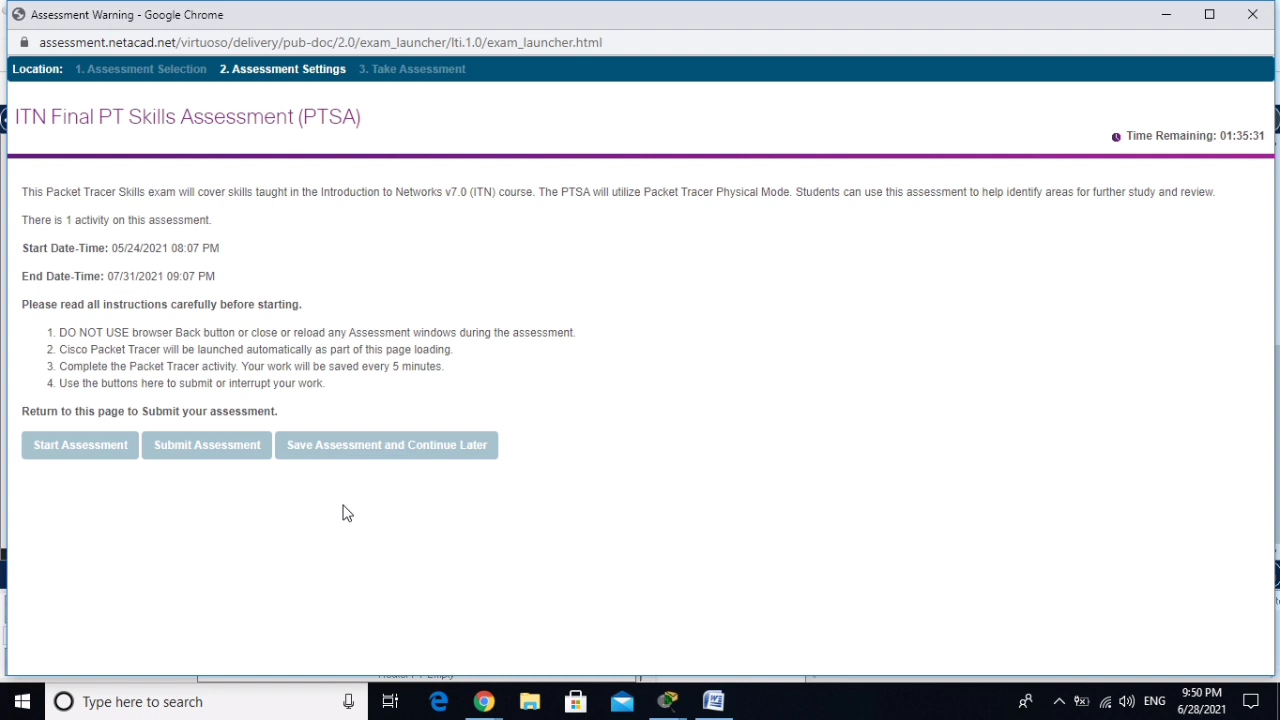 Assessment Warning - Google Chrome
assessment.netacad.net/virtuoso/delivery/pub-doc/2.0/exam_launcher/lti.1.0/exam_launcher.html
Location: 1. Assessment Selection 2. Assessment Settings 3. Take Assessment
ITN Final PT Skills Assessment (PTSA)
Time Remaining: 01:35:31
This Packet Tracer Skills exam will cover skills taught in the Introduction to Networks v7.0 (ITN) course. The PTSA will utilize Packet Tracer Physical Mode. Students can use this assessment to help identify areas for further study and review.
There is 1 activity on this assessment.
Start Date-Time: 05/24/2021 08:07 PM
End Date-Time: 07/31/2021 09:07 PM
Please read all instructions carefully before starting.
1. DO NOT USE browser Back button or close or reload any Assessment windows during the assessment.
2. Cisco Packet Tracer will be launched automatically as part of this page loading.
3. Complete the Packet Tracer activity. Your work will be saved every 5 minutes.
4. Use the buttons here to submit or interrupt your work.
Return to this page to Submit your assessment.
Start Assessment Submit Assessment Save Assessment and Continue Later
Type here to search
ENG
9:50 PM
6/28/2021